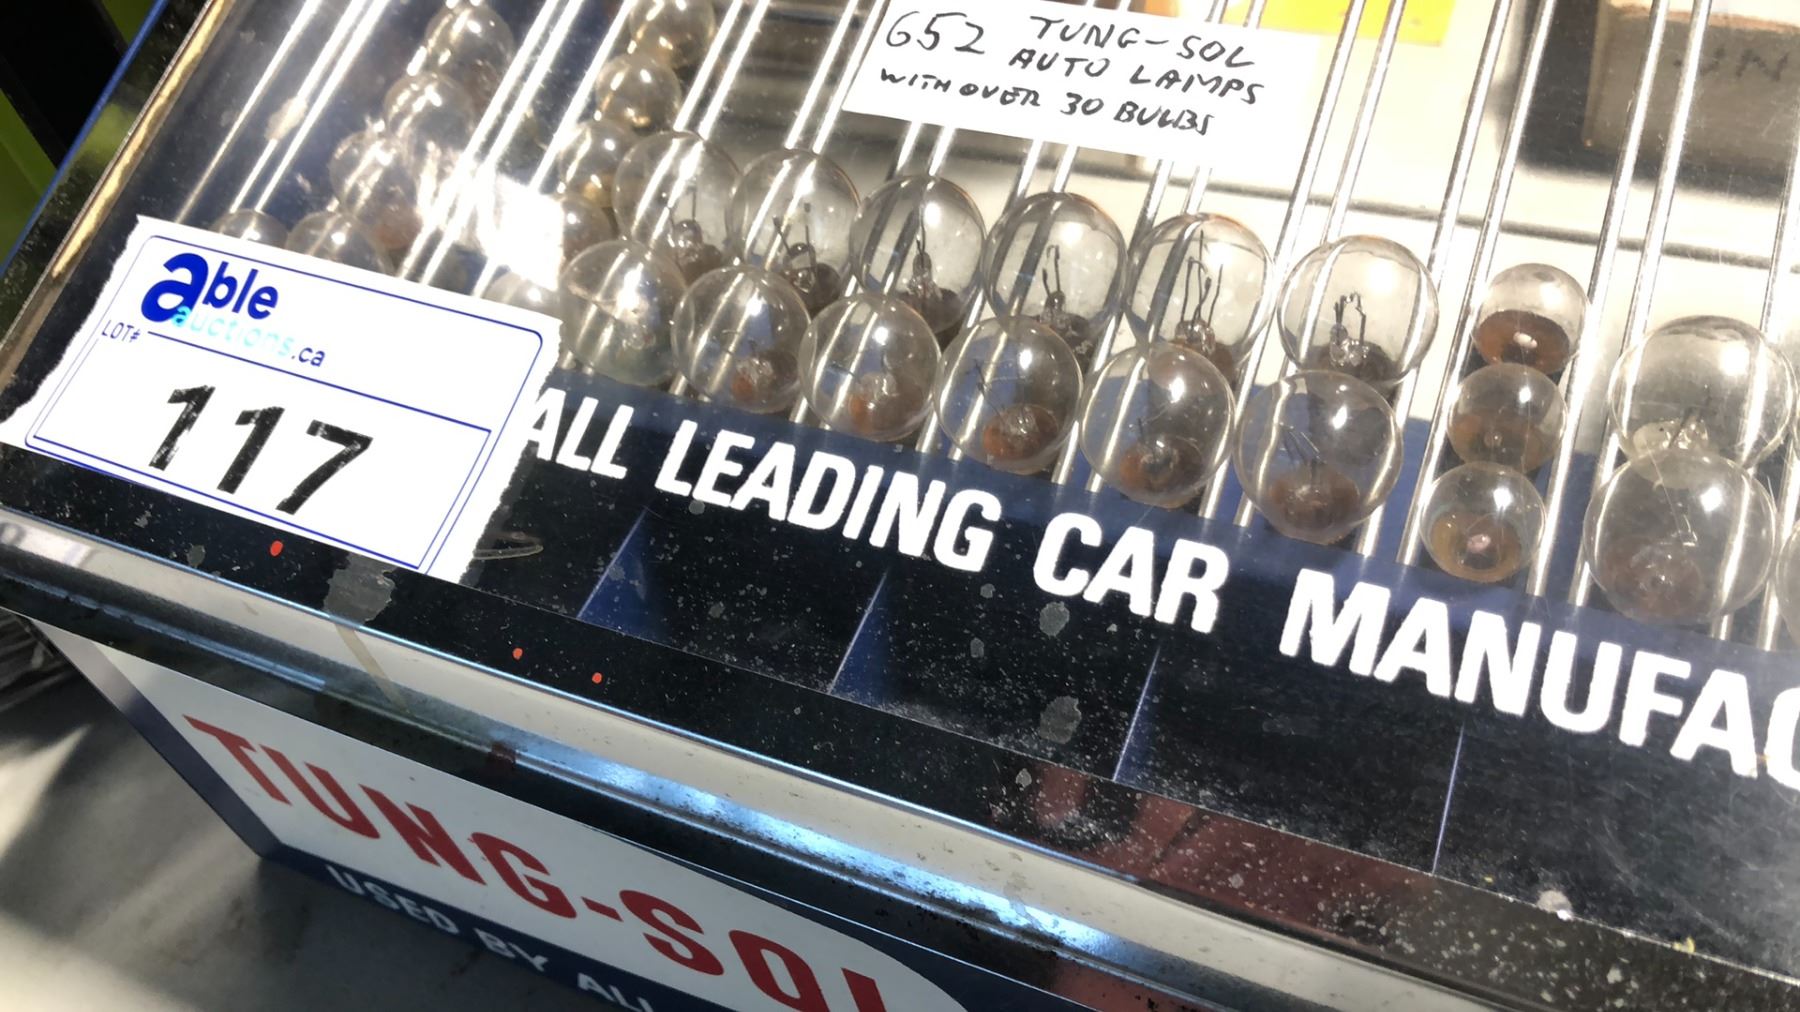 652 TUNG-SOL
AUTO LAMPS
WITH OVER 30 BULBS
able
auctions.ca
LOT#
117
ALL LEADING CAR MANUFAC
TUNG-SOL
USED BY ALL